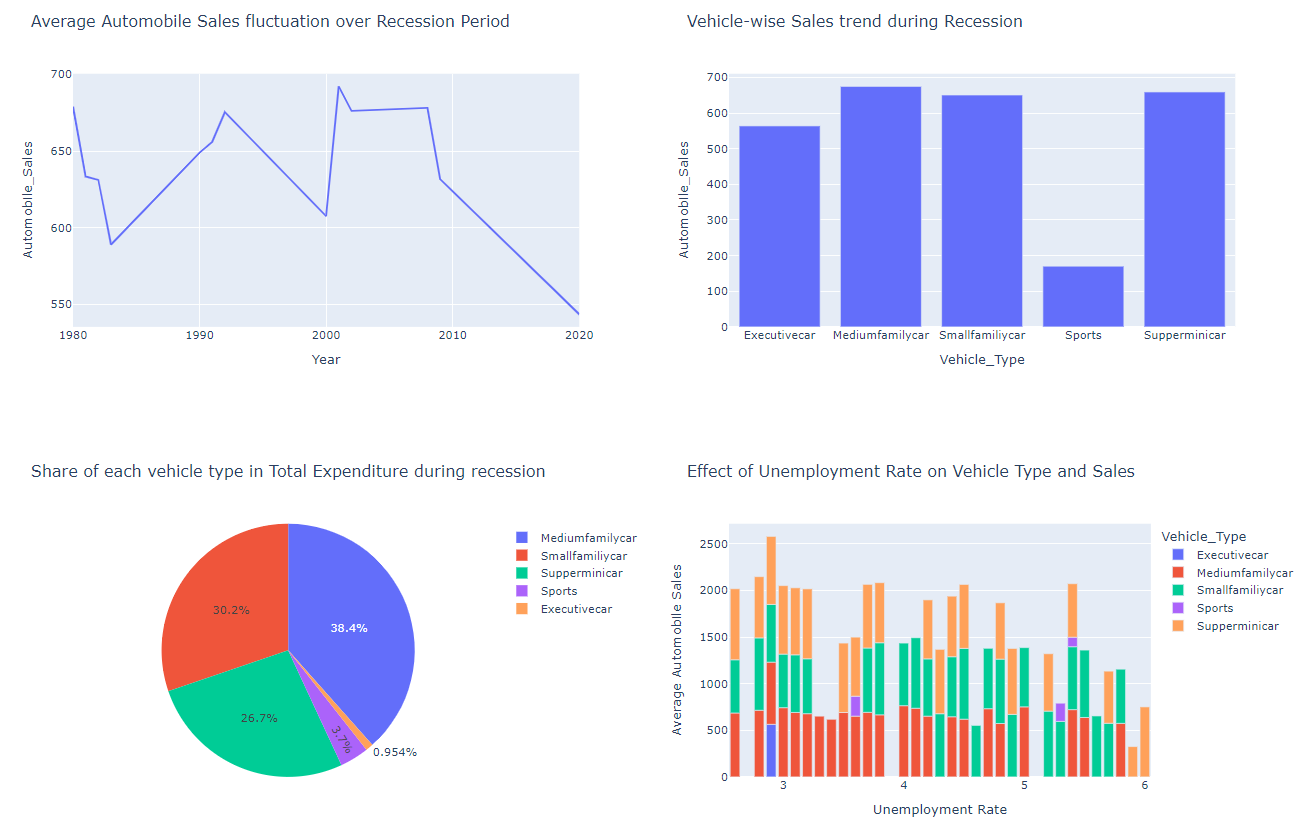 Average Automobile Sales fluctuation over Recession Period
700
650
600
550
Automobile_Sales
1980
1990
2000
2010
2020
Year
Vehicle-wise Sales trend during Recession
700
600
500
400
300
200
100
0
Automobile_Sales
Executivecar
Mediumfamilycar
Smallfamiliycar
Sports
Supperminicar
Vehicle_Type
Share of each vehicle type in Total Expenditure during recession
38.4%
30.2%
26.7%
3.7%
0.954%
Mediumfamilycar
Smallfamiliycar
Supperminicar
Sports
Executivecar
Effect of Unemployment Rate on Vehicle Type and Sales
2500
2000
1500
1000
500
0
Average Automobile Sales
3
4
5
6
Unemployment Rate
Vehicle_Type
Executivecar
Mediumfamilycar
Smallfamiliycar
Sports
Supperminicar